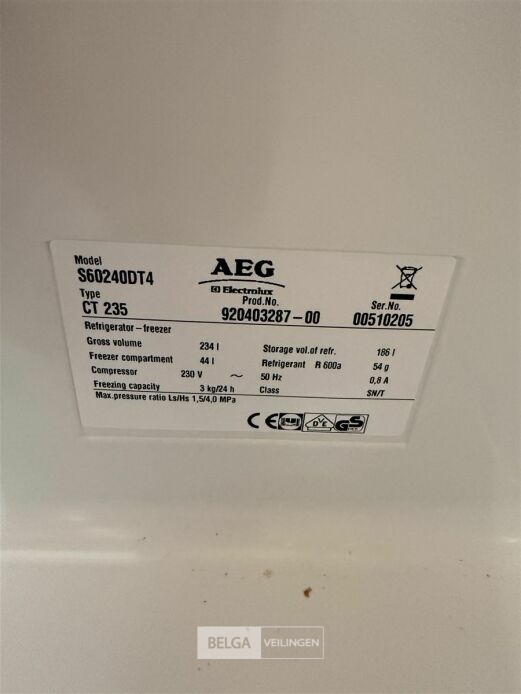 Model
S60240DT4
AEG
Electrolux
Type
CT 235
Prod.No.
920403287-00
Ser.No.
00510205
Refrigerator-freezer
Gross volume 234 l
Storage vol.of refr. 186 l
Freezer compartment 44 l
Refrigerant R 600a 54 g
Compressor 230 V ~ 50 Hz 0,8 A
Freezing capacity 3 kg/24 h
Class SN/T
Max.pressure ratio Ls/Hs 1,5/4,0 MPa
CE DVE GS
BELGA VEILINGEN